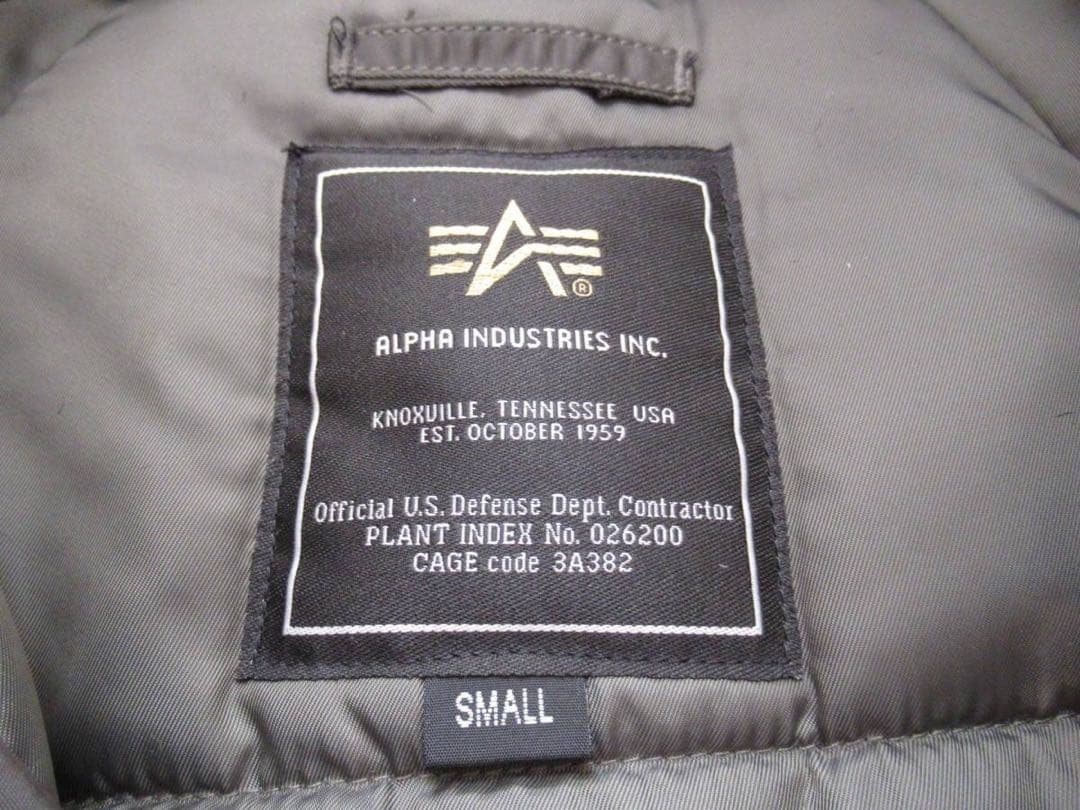 ®
ALPHA INDUSTRIES INC.
KNOXVILLE, TENNESSEE USA
EST. OCTOBER 1959
Official U.S. Defense Dept. Contractor
PLANT INDEX No. 026200
CAGE code 3A382
SMALL